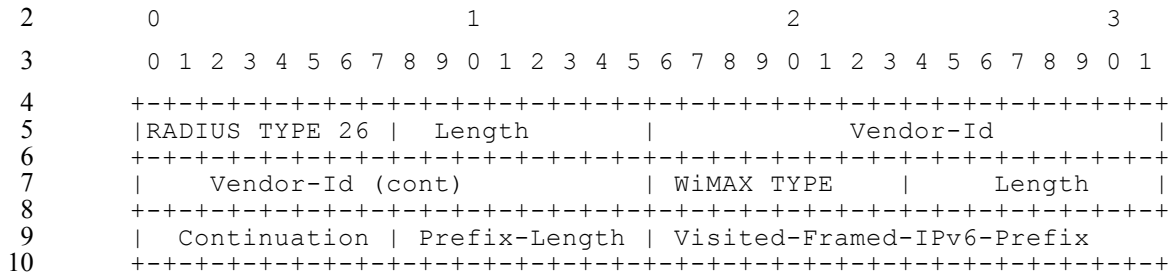 2 0 1 2 3
3 0 1 2 3 4 5 6 7 8 9 0 1 2 3 4 5 6 7 8 9 0 1 2 3 4 5 6 7 8 9 0 1
4 +-+-+-+-+-+-+-+-+-+-+-+-+-+-+-+-+-+-+-+-+-+-+-+-+-+-+-+-+-+-+-+-+
5 |RADIUS TYPE 26 | Length | Vendor-Id |
6 +-+-+-+-+-+-+-+-+-+-+-+-+-+-+-+-+-+-+-+-+-+-+-+-+-+-+-+-+-+-+-+-+
7 | Vendor-Id (cont) | WiMAX TYPE | Length |
8 +-+-+-+-+-+-+-+-+-+-+-+-+-+-+-+-+-+-+-+-+-+-+-+-+-+-+-+-+-+-+-+-+
9 | Continuation | Prefix-Length | Visited-Framed-IPv6-Prefix
10 +-+-+-+-+-+-+-+-+-+-+-+-+-+-+-+-+-+-+-+-+-+-+-+-+-+-+-+-+-+-+-+-+